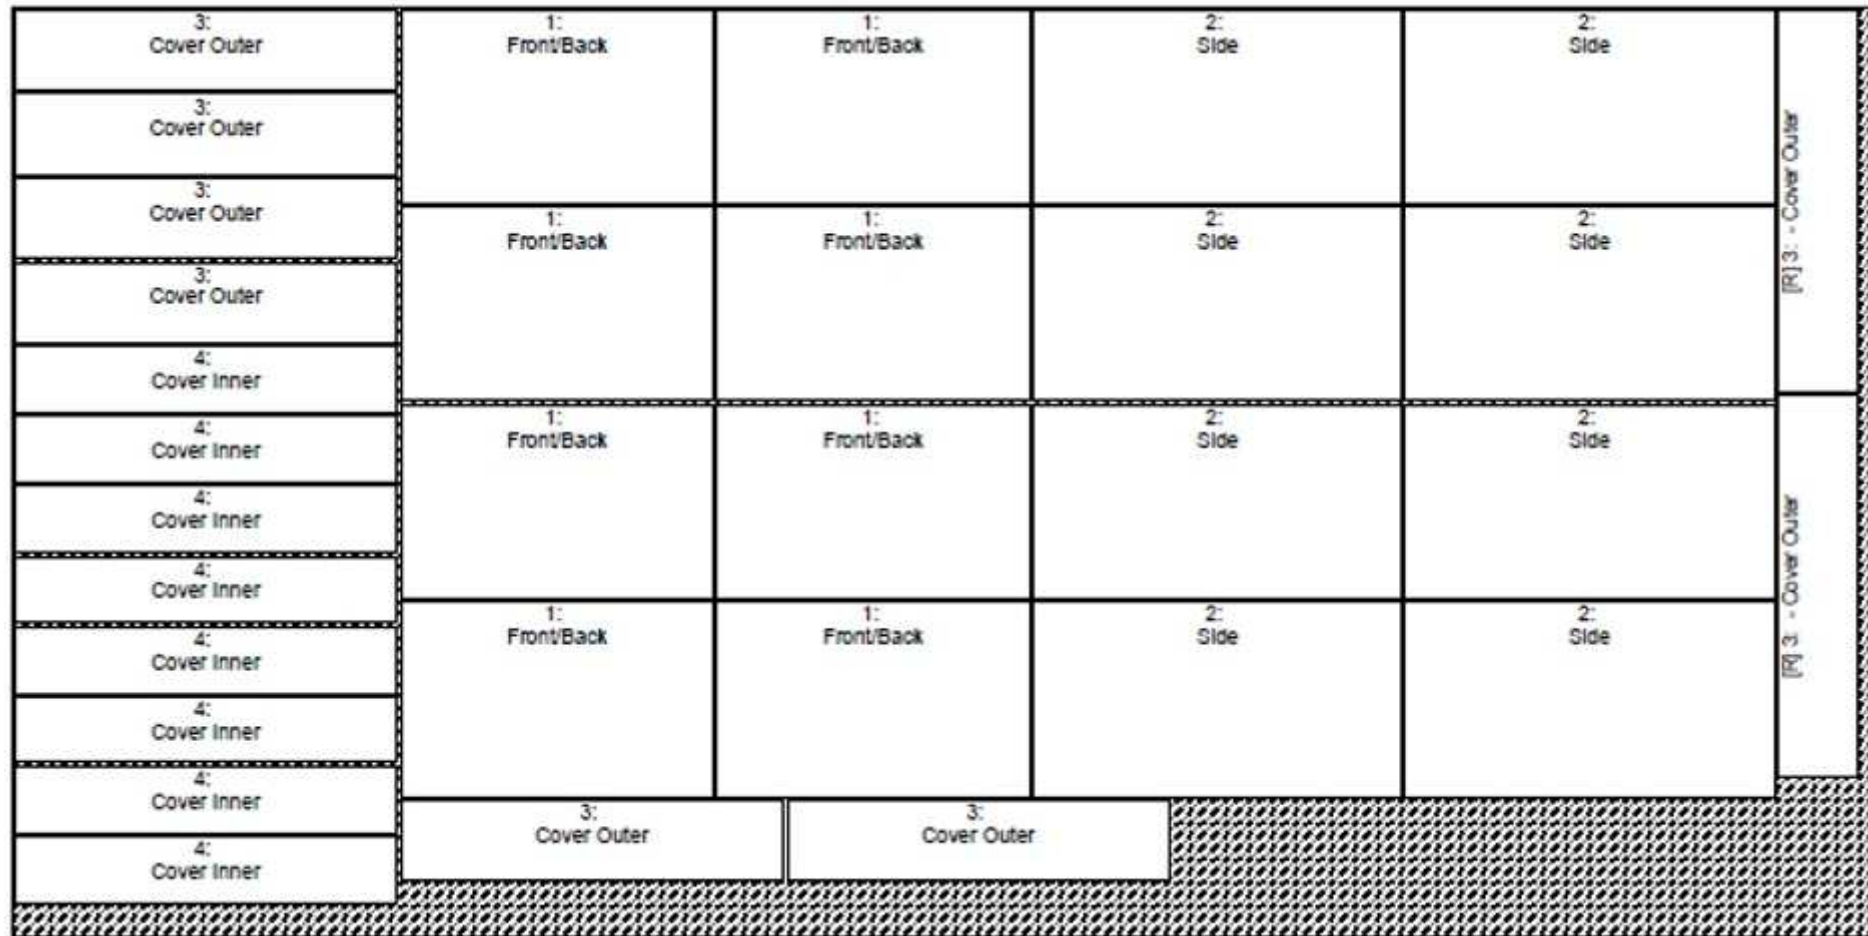 3:
Cover Outer
3:
Cover Outer
3:
Cover Outer
3:
Cover Outer
4:
Cover Inner
4:
Cover Inner
4:
Cover Inner
4:
Cover Inner
4:
Cover Inner
4:
Cover Inner
4:
Cover Inner
4:
Cover Inner
1:
Front/Back
1:
Front/Back
2:
Side
2:
Side
1:
Front/Back
1:
Front/Back
2:
Side
2:
Side
1:
Front/Back
1:
Front/Back
2:
Side
2:
Side
1:
Front/Back
1:
Front/Back
2:
Side
2:
Side
3:
Cover Outer
3:
Cover Outer
[R] 3: - Cover Outer
[R] 3: - Cover Outer